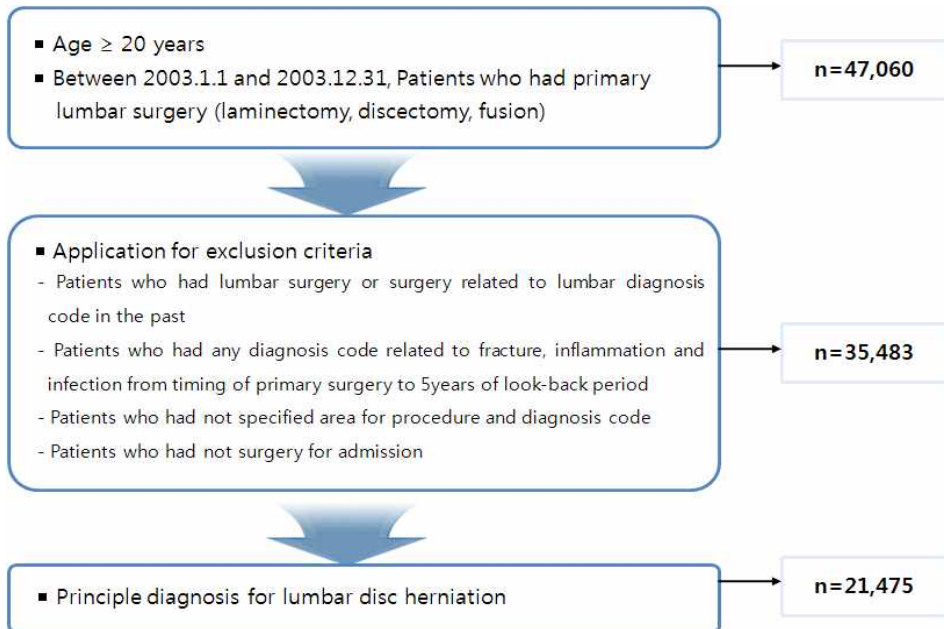 ▪ Age ≥ 20 years
▪ Between 2003.1.1 and 2003.12.31, Patients who had primary
lumbar surgery (laminectomy, discectomy, fusion)
n=47,060
▪ Application for exclusion criteria
- Patients who had lumbar surgery or surgery related to lumbar diagnosis
code in the past
- Patients who had any diagnosis code related to fracture, inflammation and
infection from timing of primary surgery to 5years of look-back period
- Patients who had not specified area for procedure and diagnosis code
- Patients who had not surgery for admission
n=35,483
▪ Principle diagnosis for lumbar disc herniation
n=21,475